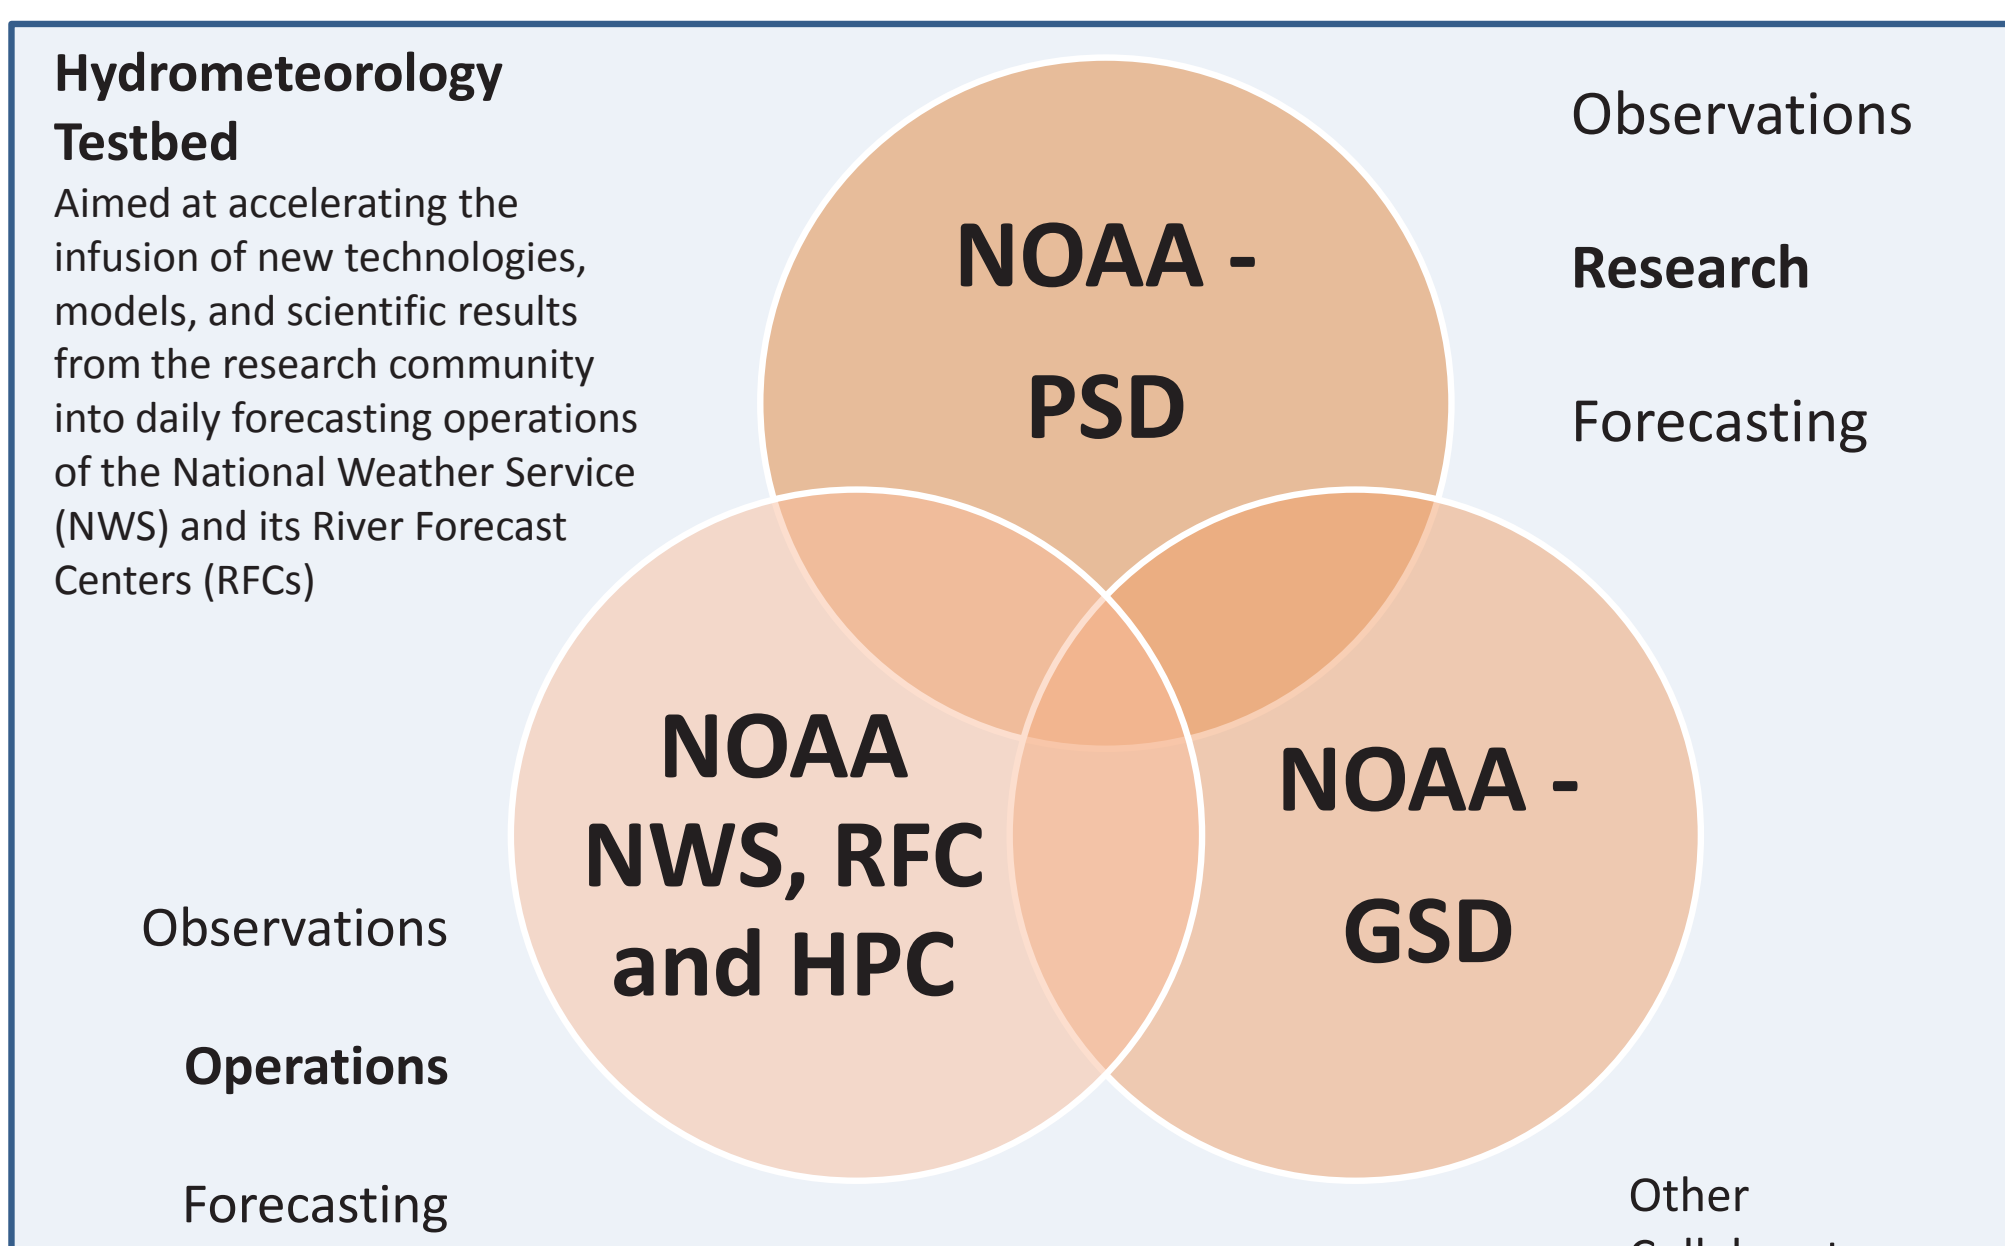 Hydrometeorology
Testbed
Aimed at accelerating the
infusion of new technologies,
models, and scientific results
from the research community
into daily forecasting operations
of the National Weather Service
(NWS) and its River Forecast
Centers (RFCs)
NOAA -
PSD
Observations
Research
Forecasting
NOAA
NWS, RFC
and HPC
NOAA -
GSD
Observations
Operations
Forecasting
Other